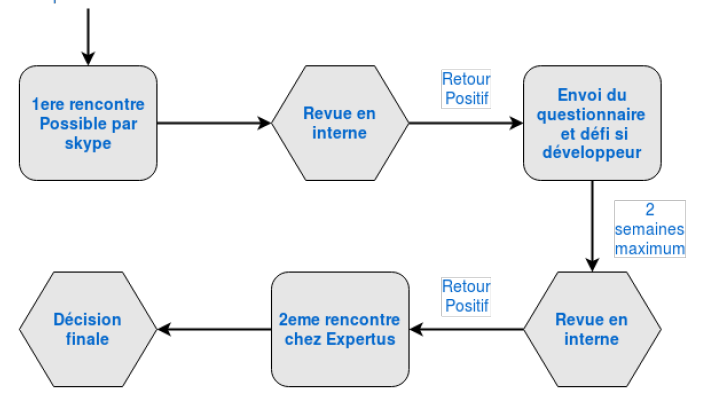 1ere rencontre
Possible par
skype
Revue en
interne
Retour
Positif
Envoi du
questionnaire
et défi si
développeur
2
semaines
maximum
Revue en
interne
Retour
Positif
2eme rencontre
chez Expertus
Décision
finale